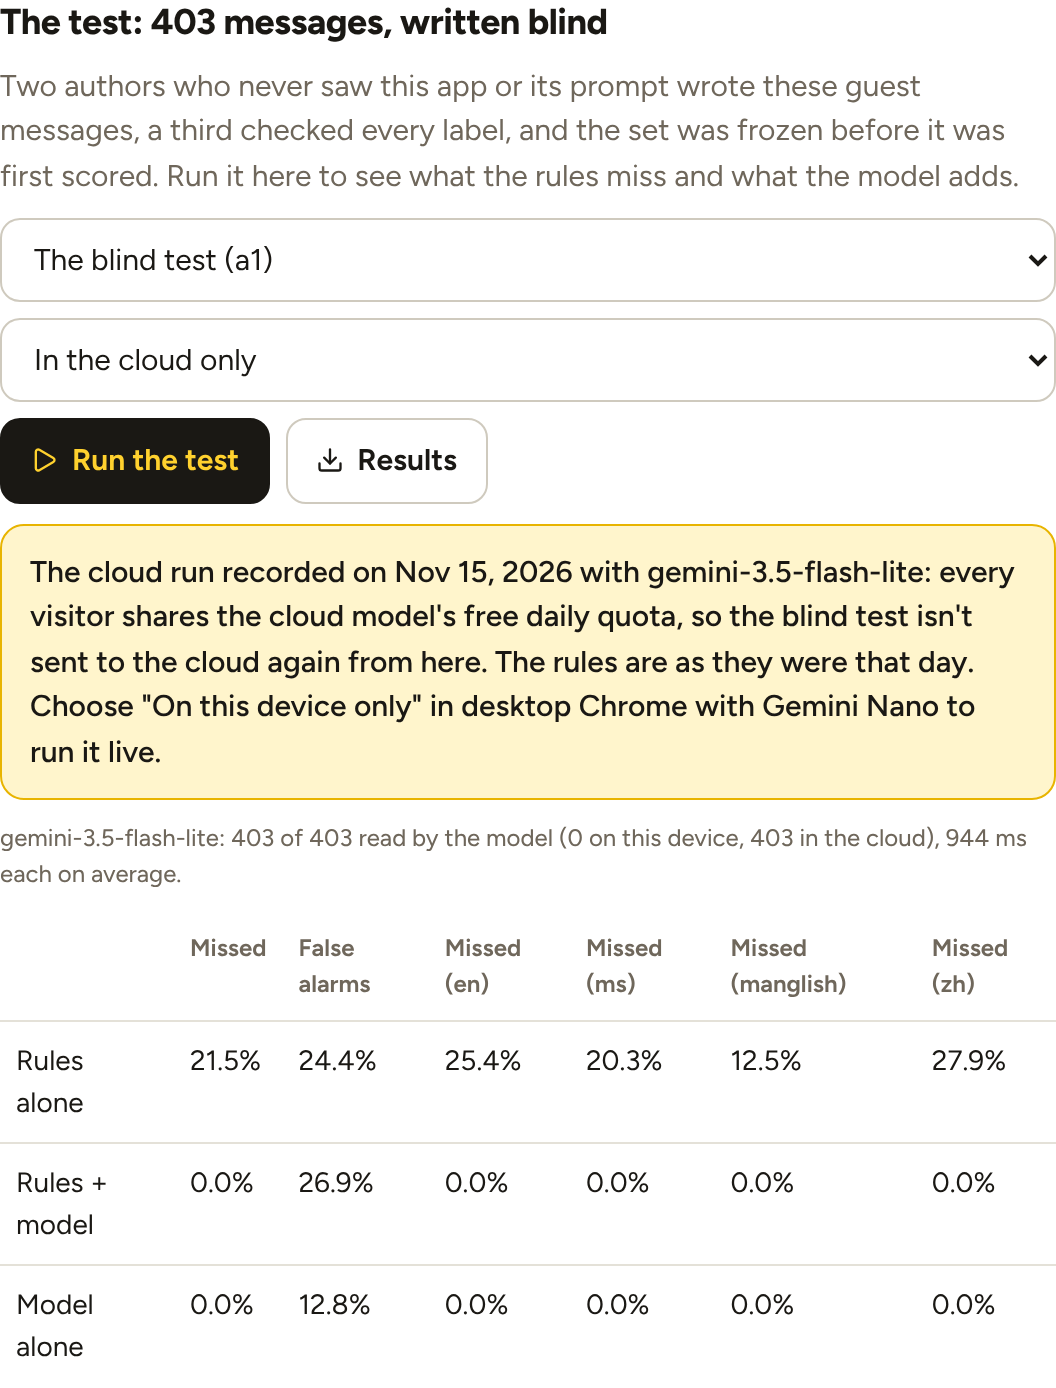 The test: 403 messages, written blind
Two authors who never saw this app or its prompt wrote these guest
messages, a third checked every label, and the set was frozen before it was
first scored. Run it here to see what the rules miss and what the model adds.
The blind test (a1)
In the cloud only
Run the test Results
The cloud run recorded on Nov 15, 2026 with gemini-3.5-flash-lite: every
visitor shares the cloud model's free daily quota, so the blind test isn't
sent to the cloud again from here. The rules are as they were that day.
Choose "On this device only" in desktop Chrome with Gemini Nano to
run it live.
gemini-3.5-flash-lite: 403 of 403 read by the model (0 on this device, 403 in the cloud), 944 ms
each on average.
Missed False Missed Missed Missed Missed
alarms (en) (ms) (manglish) (zh)
Rules 21.5% 24.4% 25.4% 20.3% 12.5% 27.9%
alone
Rules + 0.0% 26.9% 0.0% 0.0% 0.0% 0.0%
model
Model 0.0% 12.8% 0.0% 0.0% 0.0% 0.0%
alone